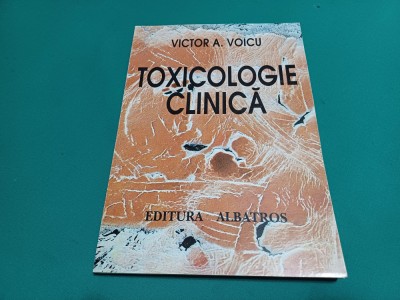 VICTOR A. VOICU
TOXICOLOGIE
CLINICĂ
EDITURA ALBATROS